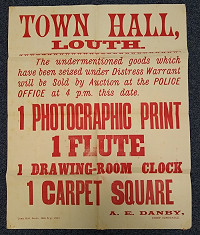 TOWN HALL,
LOUTH.
The undermentioned goods which
have been seized under Distress Warrant
will be Sold by Auction at the POLICE
OFFICE at 4 p.m. this date.
1 PHOTOGRAPHIC PRINT
1 FLUTE
1 DRAWING-ROOM CLOCK
1 CARPET SQUARE
A. E. DANBY,